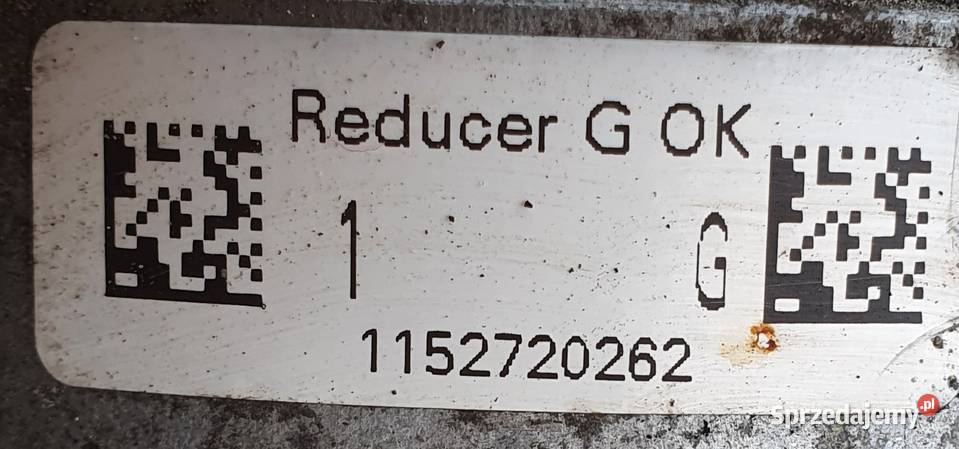 Reducer G OK
1 G
1152720262
Sprzedajemy.pl